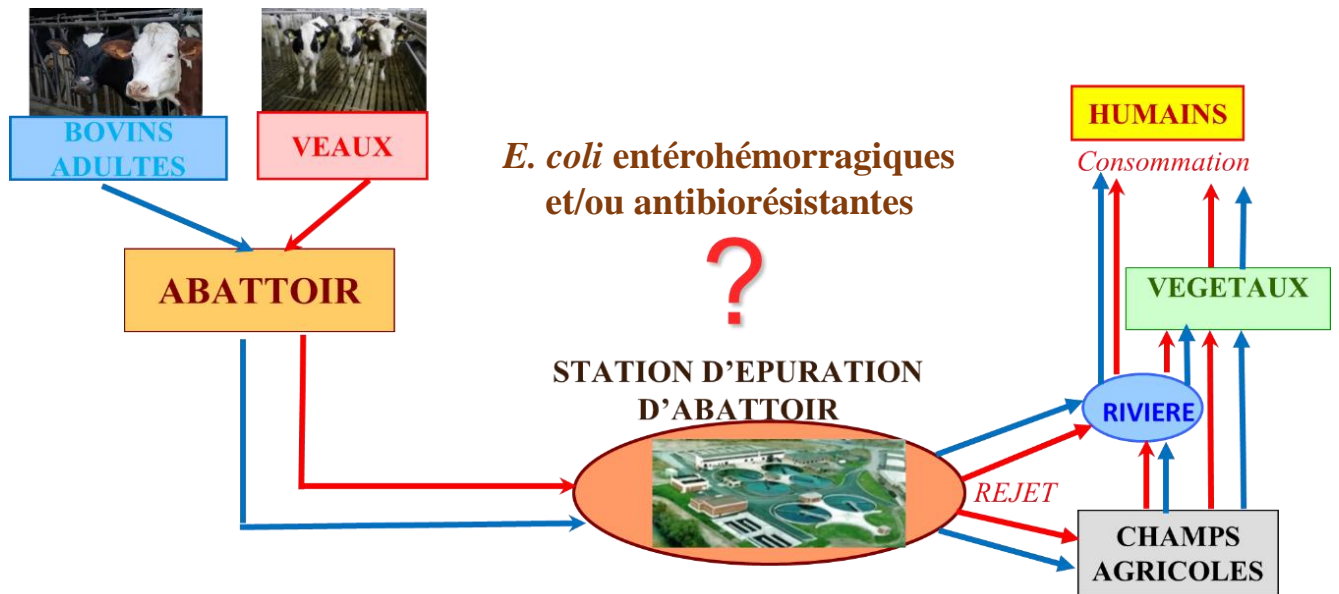 BOVINS
ADULTES
VEAUX
HUMAINS
Consommation
E. coli entérohémorragiques
et/ou antibiorésistantes
?
ABATTOIR
VEGETAUX
STATION D’EPURATION
D’ABATTOIR
RIVIERE
REJET
CHAMPS
AGRICOLES